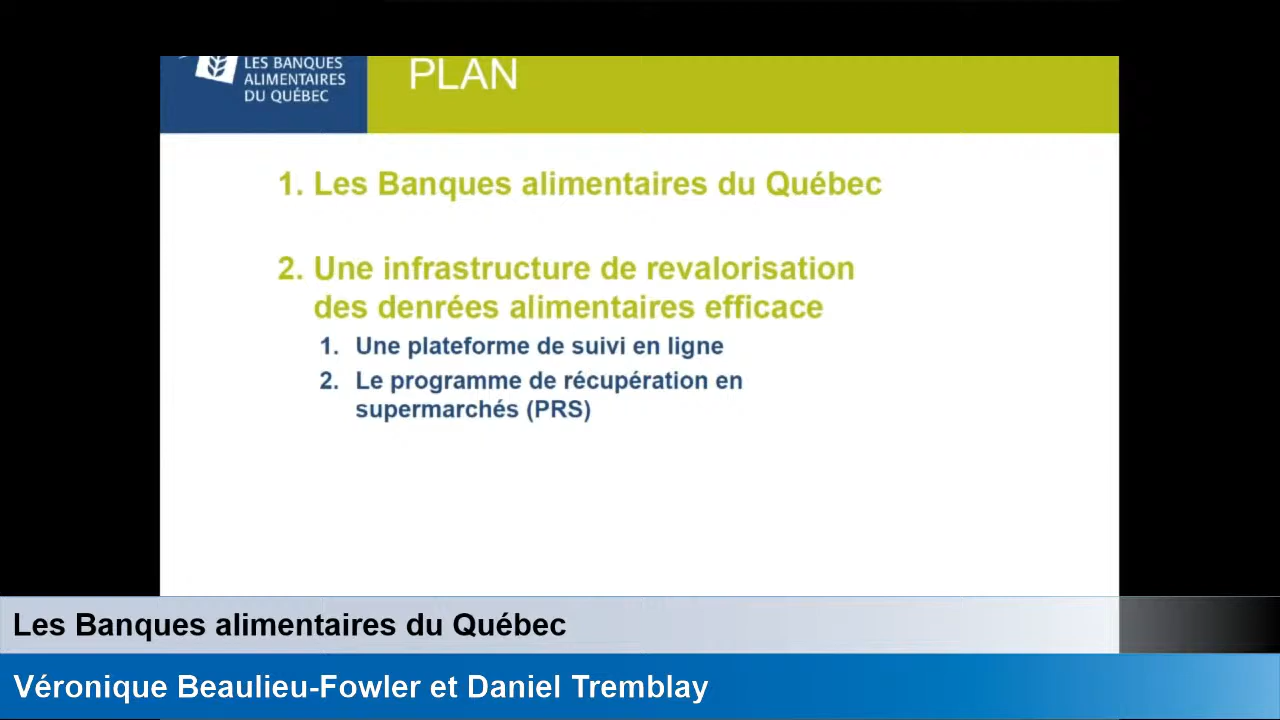 LES BANQUES
ALIMENTAIRES
DU QUÉBEC
PLAN
1. Les Banques alimentaires du Québec
2. Une infrastructure de revalorisation
des denrées alimentaires efficace
1. Une plateforme de suivi en ligne
2. Le programme de récupération en
supermarchés (PRS)
Les Banques alimentaires du Québec
Véronique Beaulieu-Fowler et Daniel Tremblay